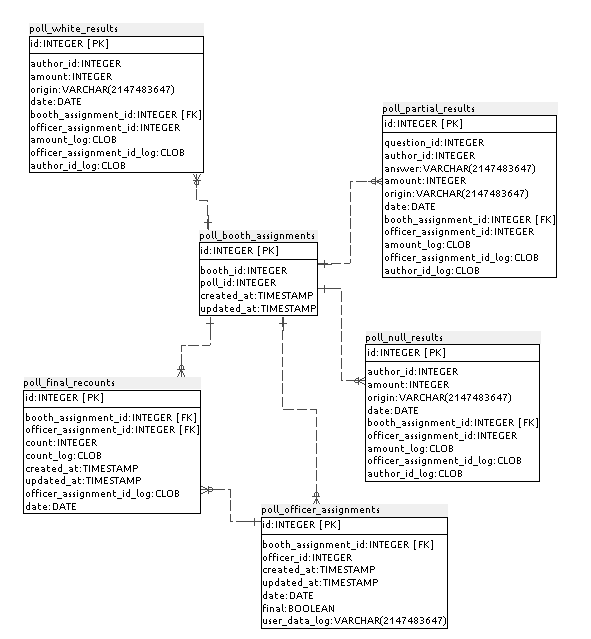 poll_white_results
id:INTEGER [PK]
author_id:INTEGER
amount:INTEGER
origin:VARCHAR(2147483647)
date:DATE
booth_assignment_id:INTEGER [FK]
officer_assignment_id:INTEGER
amount_log:CLOB
officer_assignment_id_log:CLOB
author_id_log:CLOB
poll_partial_results
id:INTEGER [PK]
question_id:INTEGER
author_id:INTEGER
answer:VARCHAR(2147483647)
amount:INTEGER
origin:VARCHAR(2147483647)
date:DATE
booth_assignment_id:INTEGER [FK]
officer_assignment_id:INTEGER
amount_log:CLOB
officer_assignment_id_log:CLOB
author_id_log:CLOB
poll_booth_assignments
id:INTEGER [PK]
booth_id:INTEGER
poll_id:INTEGER
created_at:TIMESTAMP
updated_at:TIMESTAMP
poll_null_results
id:INTEGER [PK]
author_id:INTEGER
amount:INTEGER
origin:VARCHAR(2147483647)
date:DATE
booth_assignment_id:INTEGER [FK]
officer_assignment_id:INTEGER
amount_log:CLOB
officer_assignment_id_log:CLOB
author_id_log:CLOB
poll_final_recounts
id:INTEGER [PK]
booth_assignment_id:INTEGER [FK]
officer_assignment_id:INTEGER [FK]
count:INTEGER
count_log:CLOB
created_at:TIMESTAMP
updated_at:TIMESTAMP
officer_assignment_id_log:CLOB
date:DATE
poll_officer_assignments
id:INTEGER [PK]
booth_assignment_id:INTEGER [FK]
officer_id:INTEGER
created_at:TIMESTAMP
updated_at:TIMESTAMP
date:DATE
final:BOOLEAN
user_data_log:VARCHAR(2147483647)